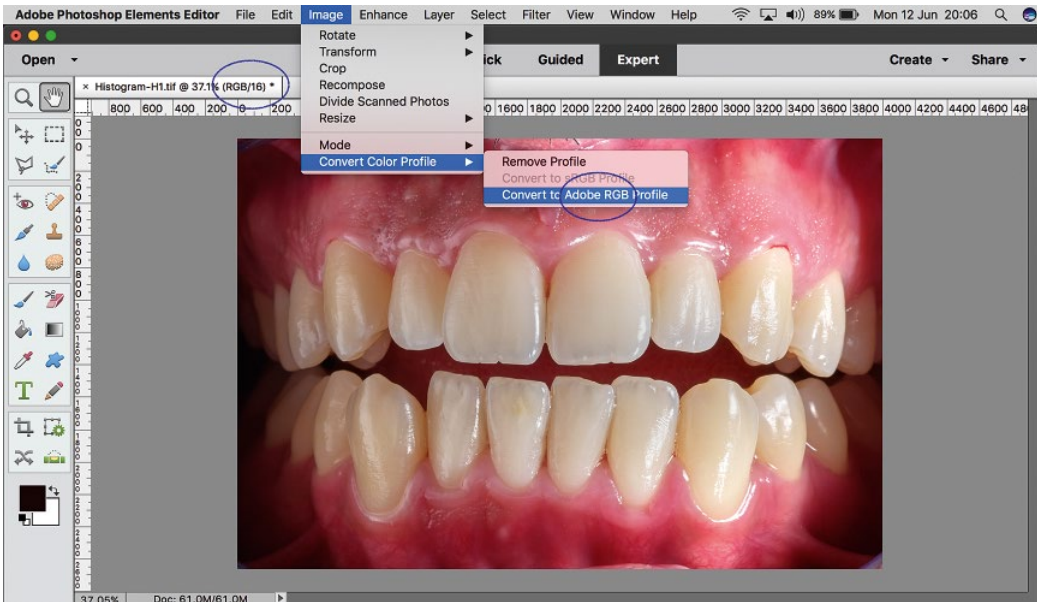 Adobe Photoshop Elements Editor File Edit Image Enhance Layer Select Filter View Window Help 89% Mon 12 Jun 20:06
Open ick Guided Expert Create Share
× Histogram-H1.tif @ 37.1% (RGB/16) *
Rotate
Transform
Crop
Recompose
Divide Scanned Photos
Resize
Mode
Convert Color Profile
Remove Profile
Convert to sRGB Profile
Convert to Adobe RGB Profile
800 600 400 200 0 200 1600 1800 2000 2200 2400 2600 2800 3000 3200 3400 3600 3800 4000 4200 4400 4600
T
37.05% Doc: 61.0M/61.0M